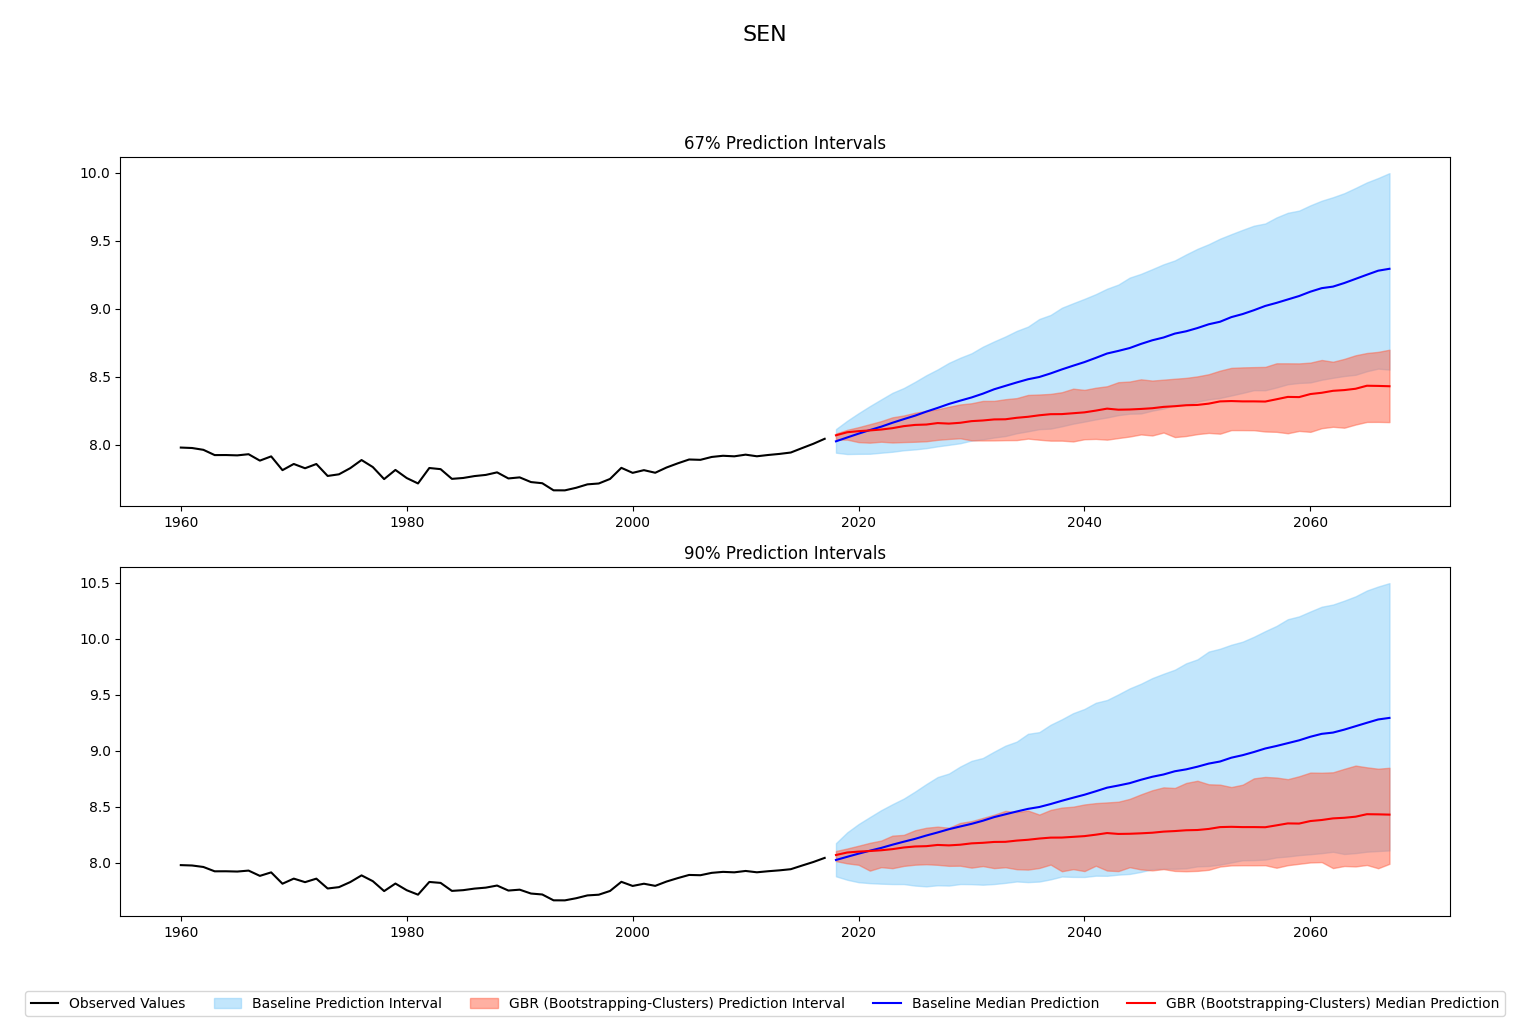 SEN
67% Prediction Intervals
10.0
9.5
9.0
8.5
8.0
1960 1980 2000 2020 2040 2060
90% Prediction Intervals
10.5
10.0
9.5
9.0
8.5
8.0
1960 1980 2000 2020 2040 2060
Observed Values Baseline Prediction Interval GBR (Bootstrapping-Clusters) Prediction Interval Baseline Median Prediction GBR (Bootstrapping-Clusters) Median Prediction